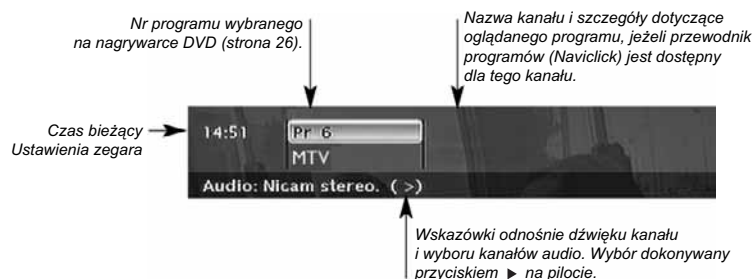 Nr programu wybranego
na nagrywarce DVD (strona 26).
Nazwa kanału i szczegóły dotyczące
oglądanego programu, jeżeli przewodnik
programów (Naviclick) jest dostępny
dla tego kanału.
Czas bieżący
Ustawienia zegara
14:51
Pr 6
MTV
Audio: Nicam stereo. ( >)
Wskazówki odnośnie dźwięku kanału
i wyboru kanałów audio. Wybór dokonywany
przyciskiem ▶ na pilocie.